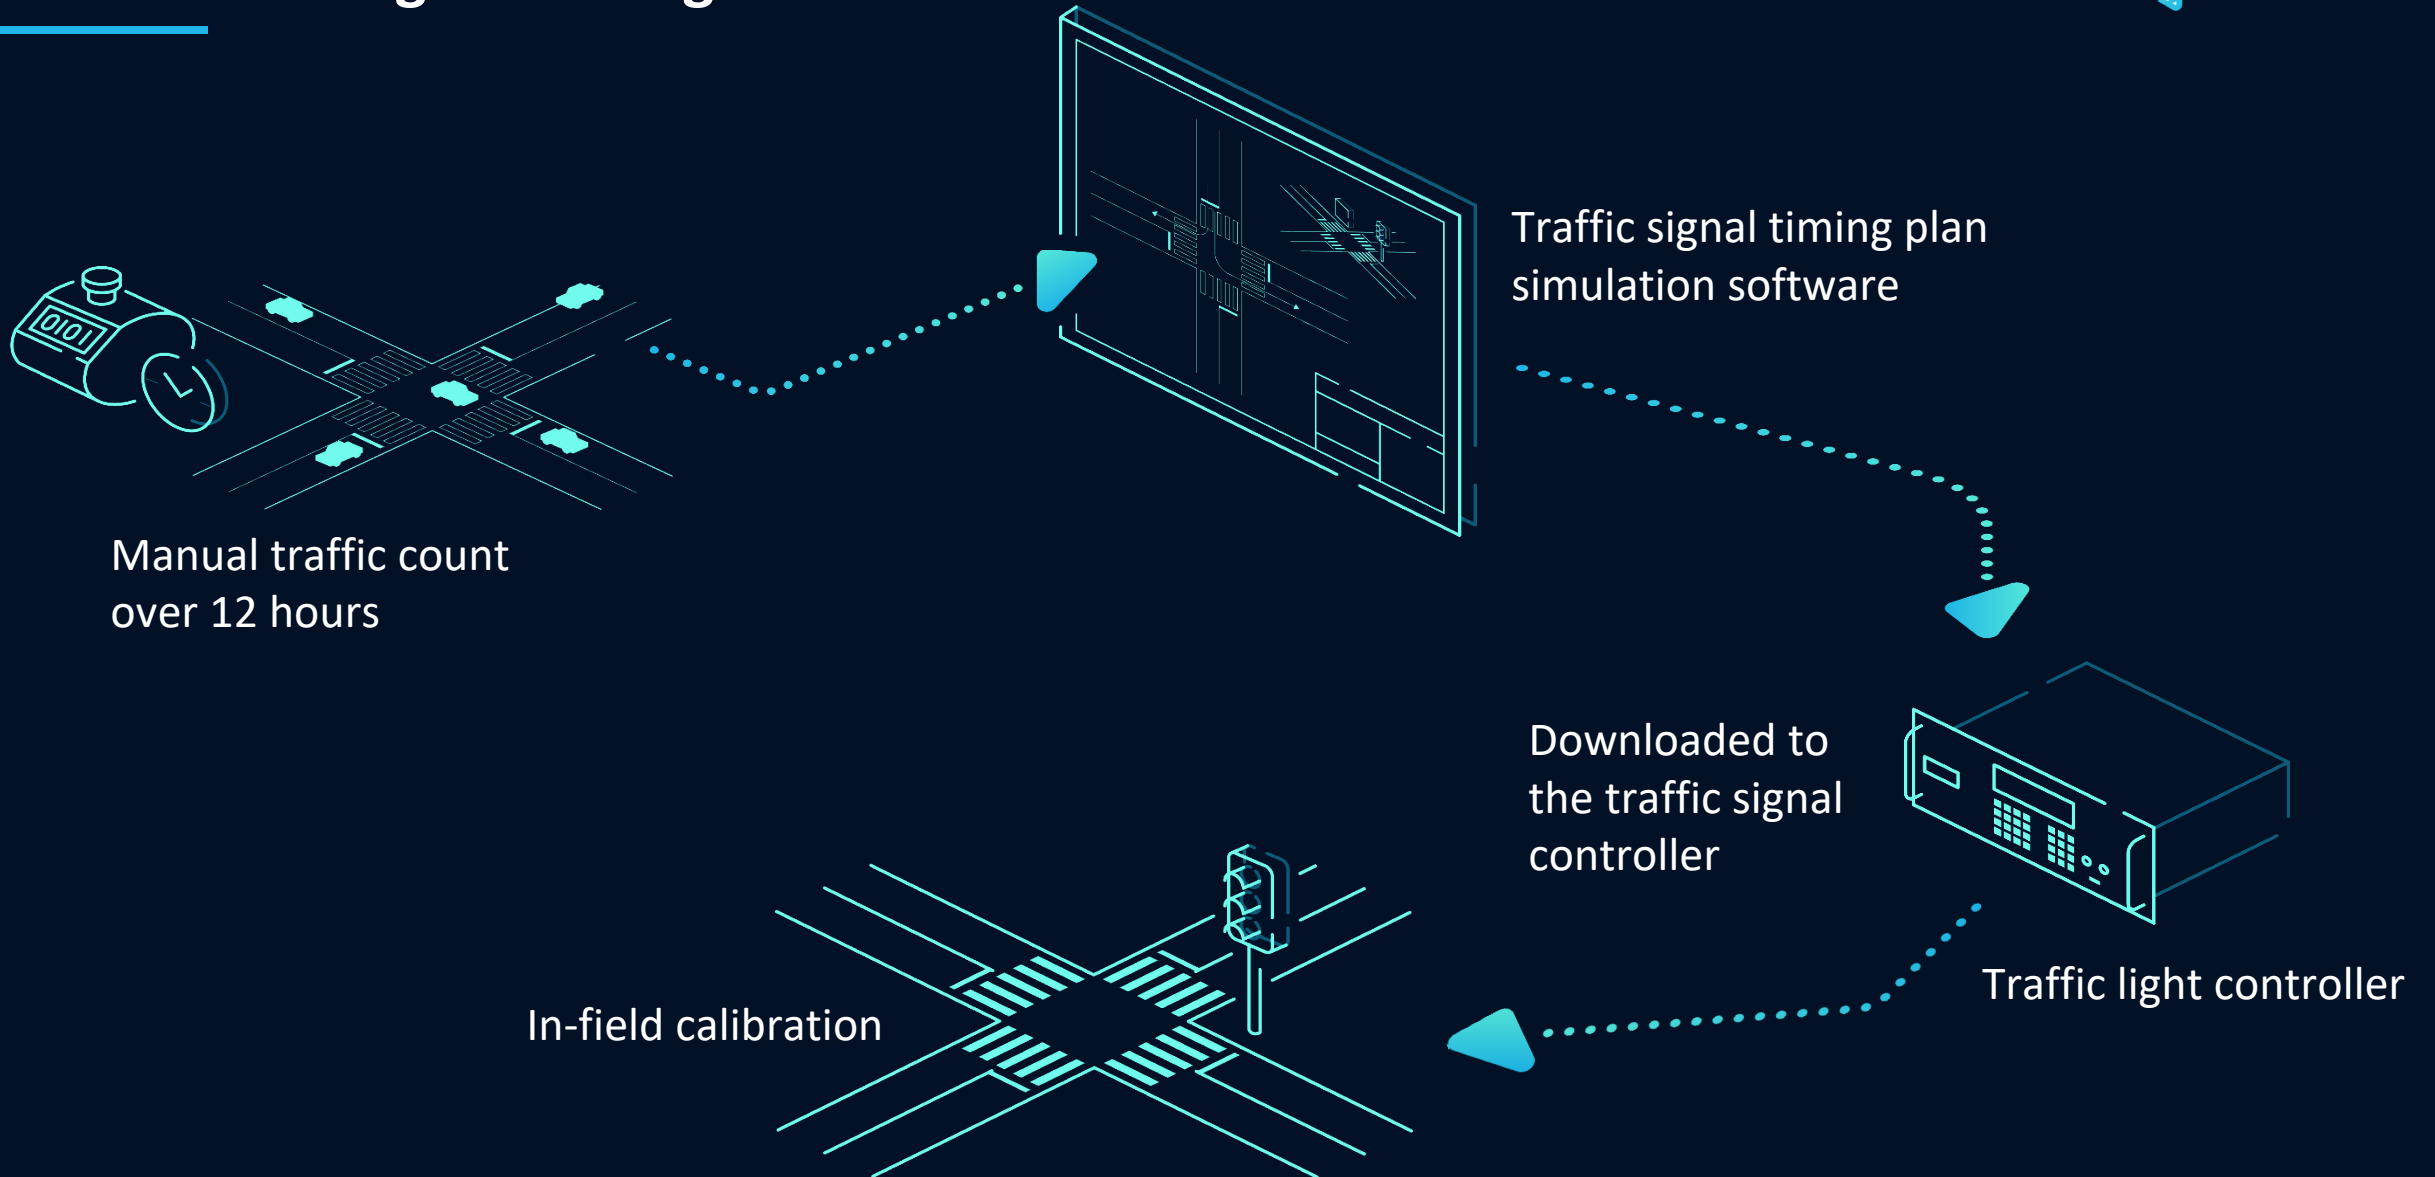 0101
Traffic signal timing plan
simulation software
Manual traffic count
over 12 hours
Downloaded to
the traffic signal
controller
Traffic light controller
In-field calibration